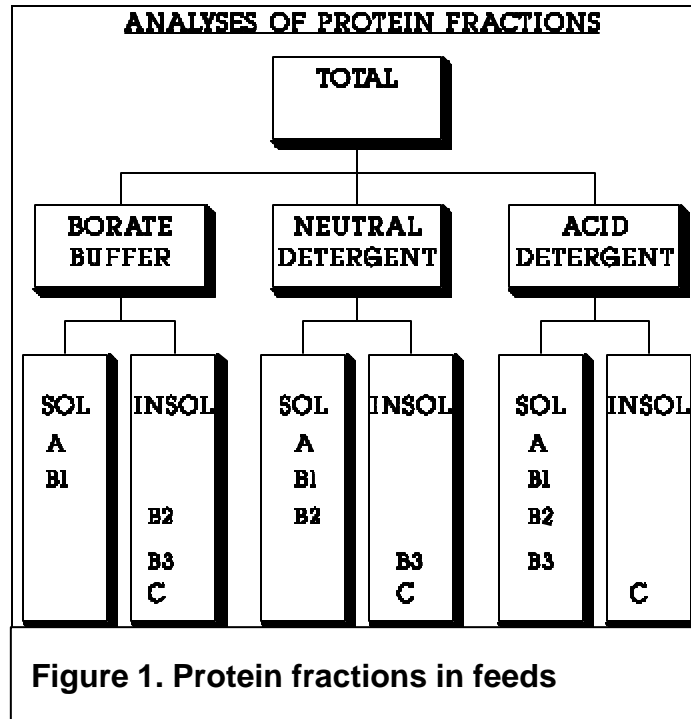 ANALYSES OF PROTEIN FRACTIONS
TOTAL
BORATE
BUFFER
NEUTRAL
DETERGENT
ACID
DETERGENT
SOL
A
B1
INSOL
B2
B3
C
SOL
A
B1
B2
INSOL
B3
C
SOL
A
B1
B2
B3
INSOL
C
Figure 1. Protein fractions in feeds